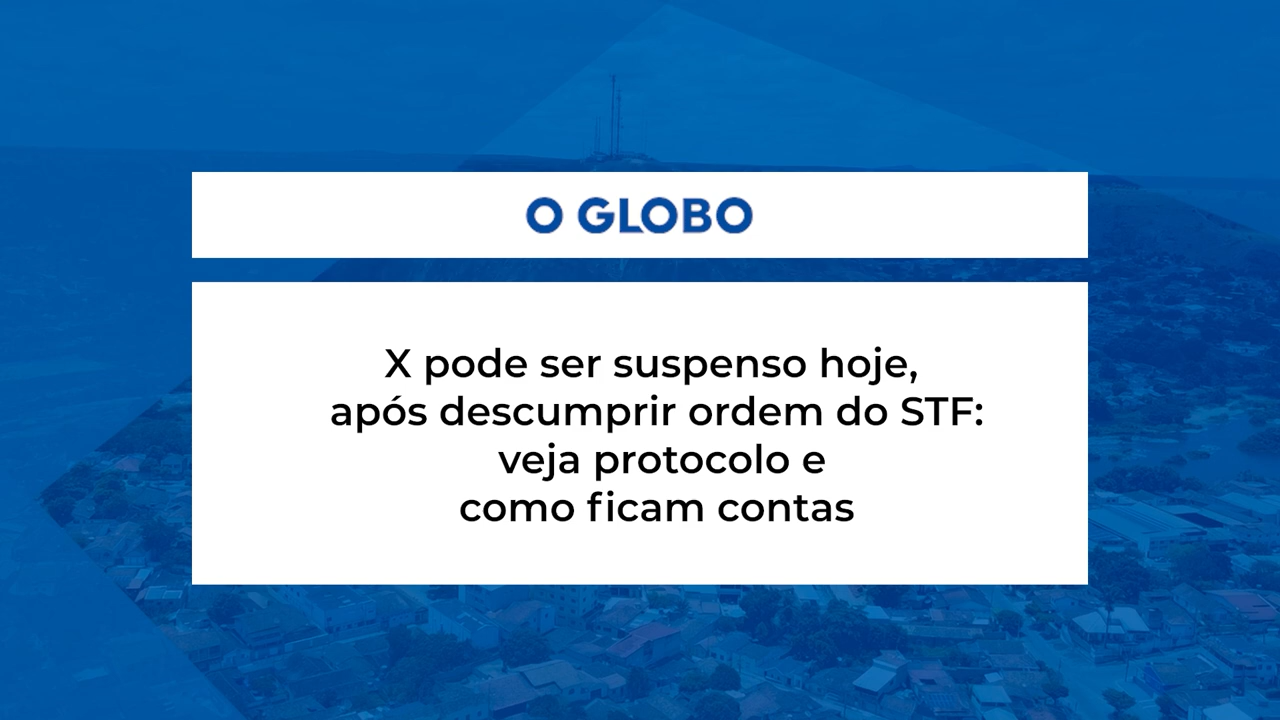 O GLOBO
X pode ser suspenso hoje,
após descumprir ordem do STF:
veja protocolo e
como ficam contas